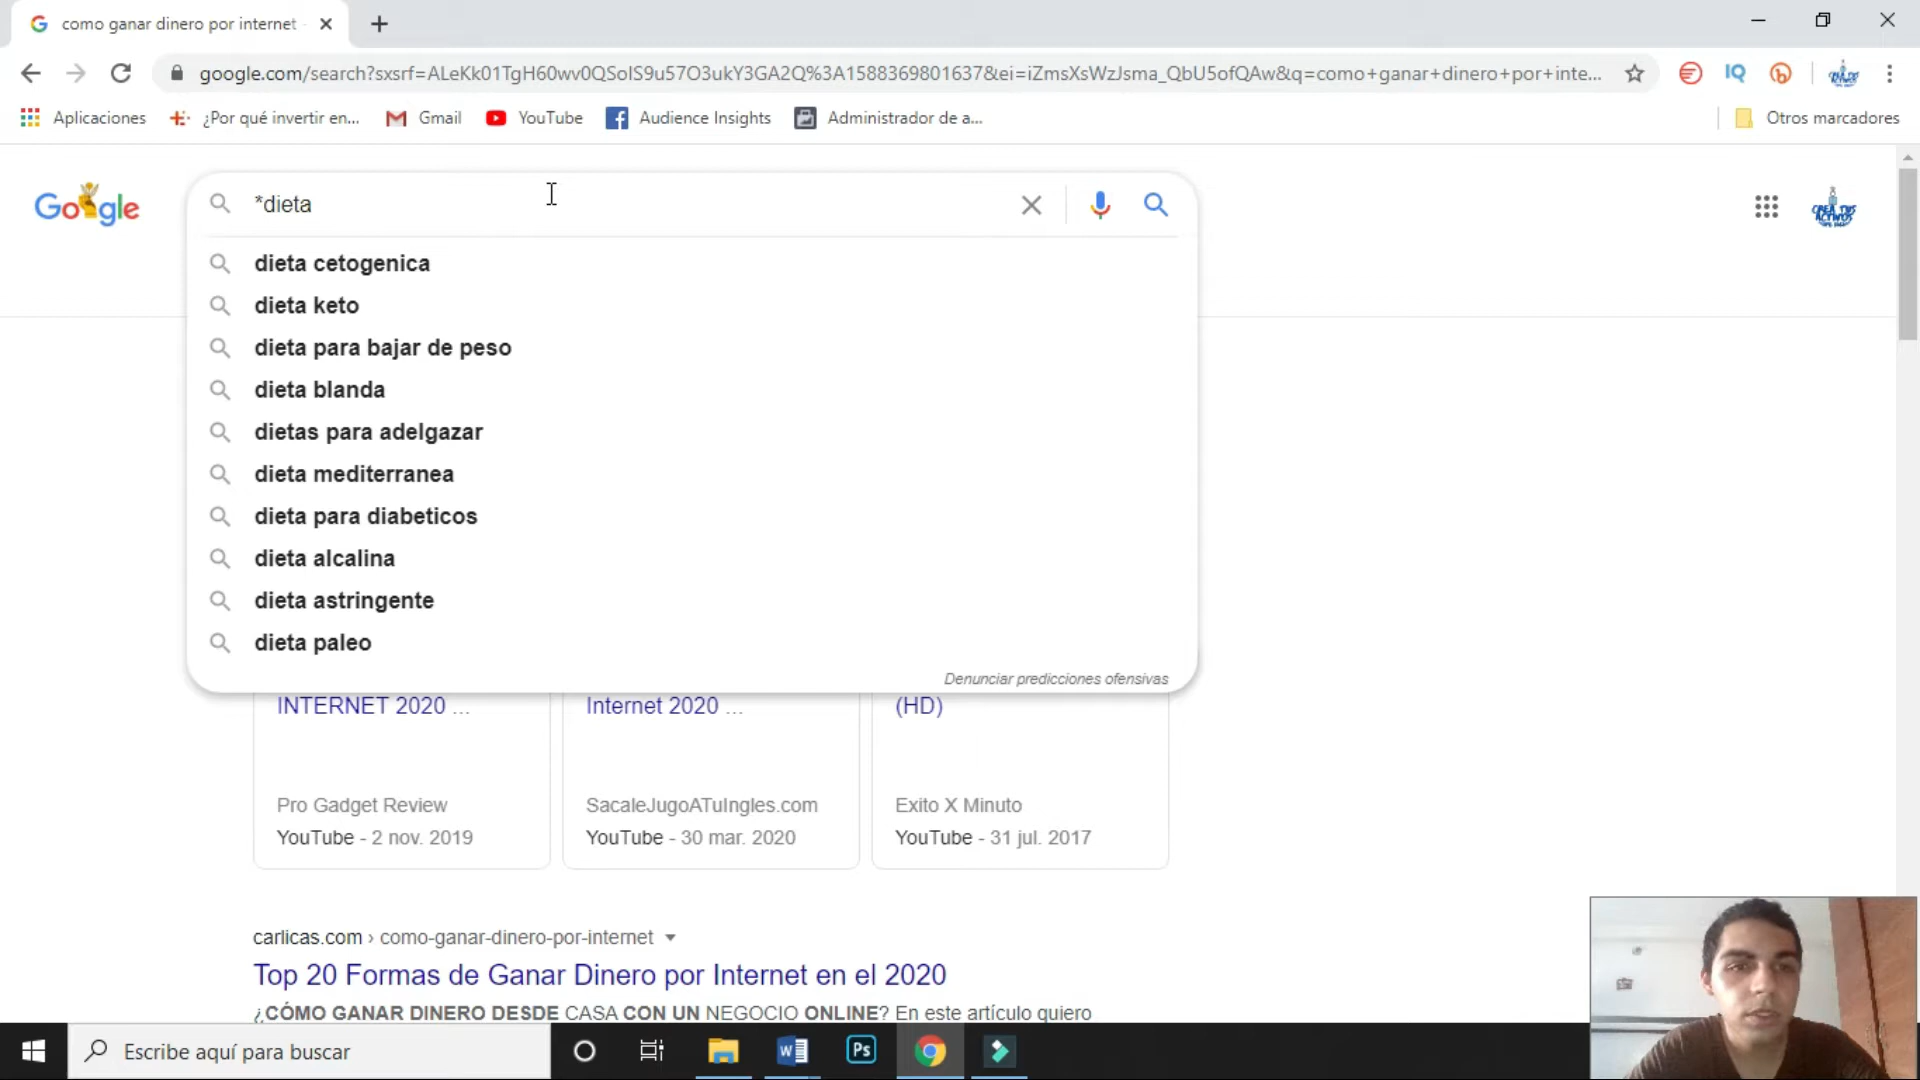 como ganar dinero por internet
google.com/search?sxsrf=ALeKk01TgH60wv0QSoIS9u57O3ukY3GA2Q%3A1588369801637&ei=iZmsXsWzJsma_QbU5ofQAw&q=como+ganar+dinero+por+inte...
Aplicaciones ¿Por qué invertir en... Gmail YouTube Audience Insights Administrador de a... Otros marcadores
Google
*dieta
CREA TUS ACTIVOS
dieta cetogenica
dieta keto
dieta para bajar de peso
dieta blanda
dietas para adelgazar
dieta mediterranea
dieta para diabeticos
dieta alcalina
dieta astringente
dieta paleo
Denunciar predicciones ofensivas
INTERNET 2020 ... Internet 2020 ... (HD)
Pro Gadget Review SacaleJugoATuIngles.com Exito X Minuto
YouTube - 2 nov. 2019 YouTube - 30 mar. 2020 YouTube - 31 jul. 2017
carlicas.com › como-ganar-dinero-por-internet
Top 20 Formas de Ganar Dinero por Internet en el 2020
¿CÓMO GANAR DINERO DESDE CASA CON UN NEGOCIO ONLINE? En este artículo quiero
Escribe aquí para buscar